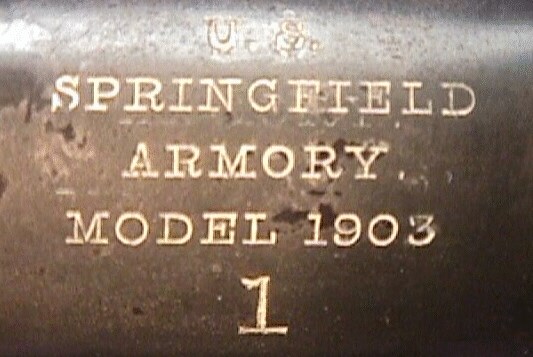 U. S.
SPRINGFIELD
ARMORY.
MODEL 1903
1